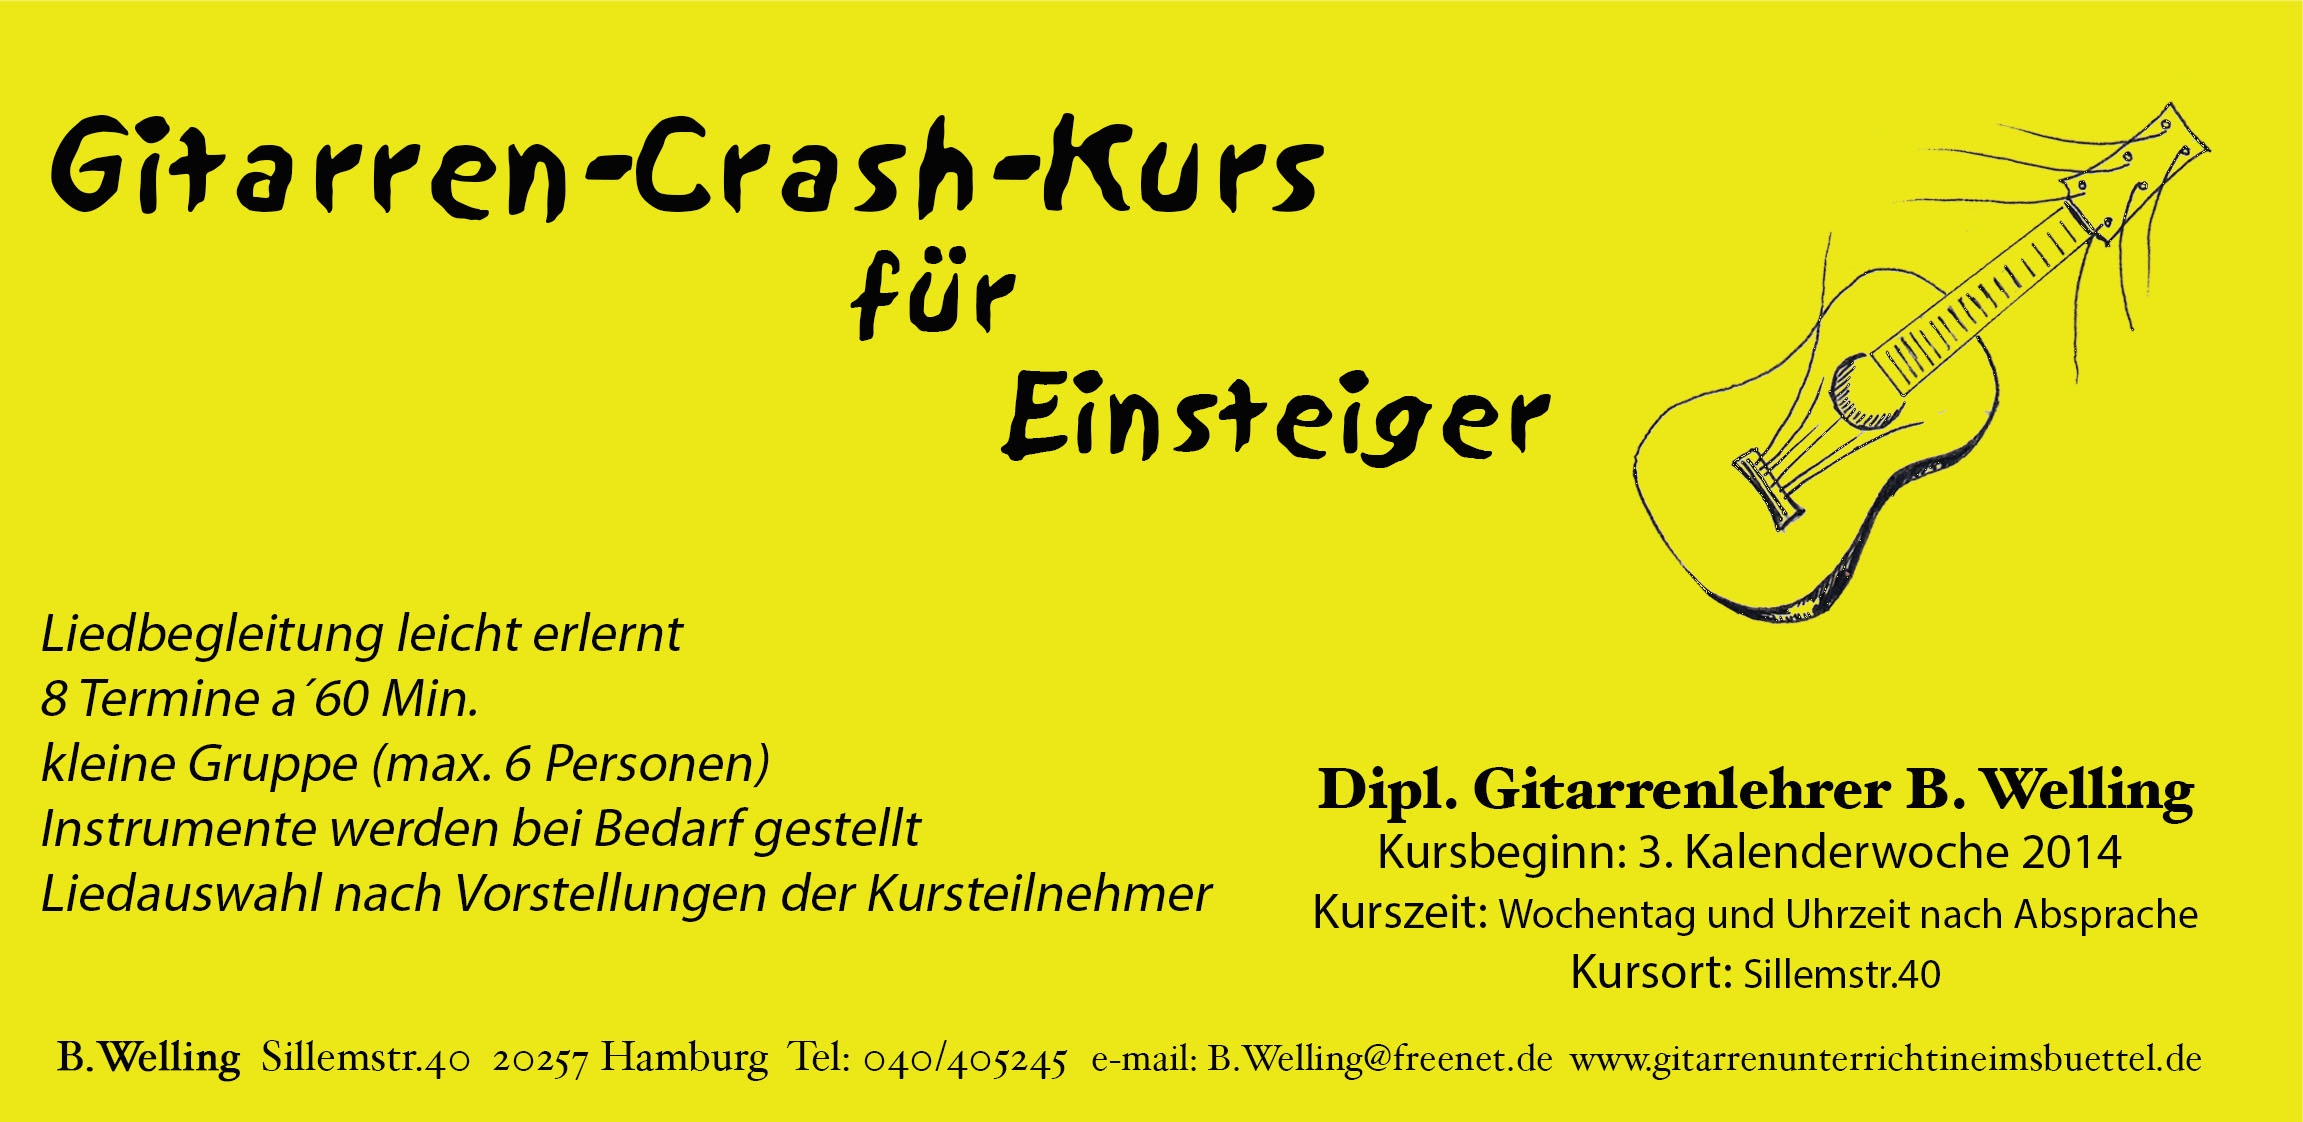 Gitarren-Crash-Kurs
für
Einsteiger
Liedbegleitung leicht erlernt
8 Termine a´60 Min.
kleine Gruppe (max. 6 Personen)
Instrumente werden bei Bedarf gestellt
Liedauswahl nach Vorstellungen der Kursteilnehmer
Dipl. Gitarrenlehrer B. Welling
Kursbeginn: 3. Kalenderwoche 2014
Kurszeit: Wochentag und Uhrzeit nach Absprache
Kursort: Sillemstr.40
B.Welling Sillemstr.40 20257 Hamburg Tel: 040/405245 e-mail: B.Welling@freenet.de www.gitarrenunterrichtineimsbuettel.de